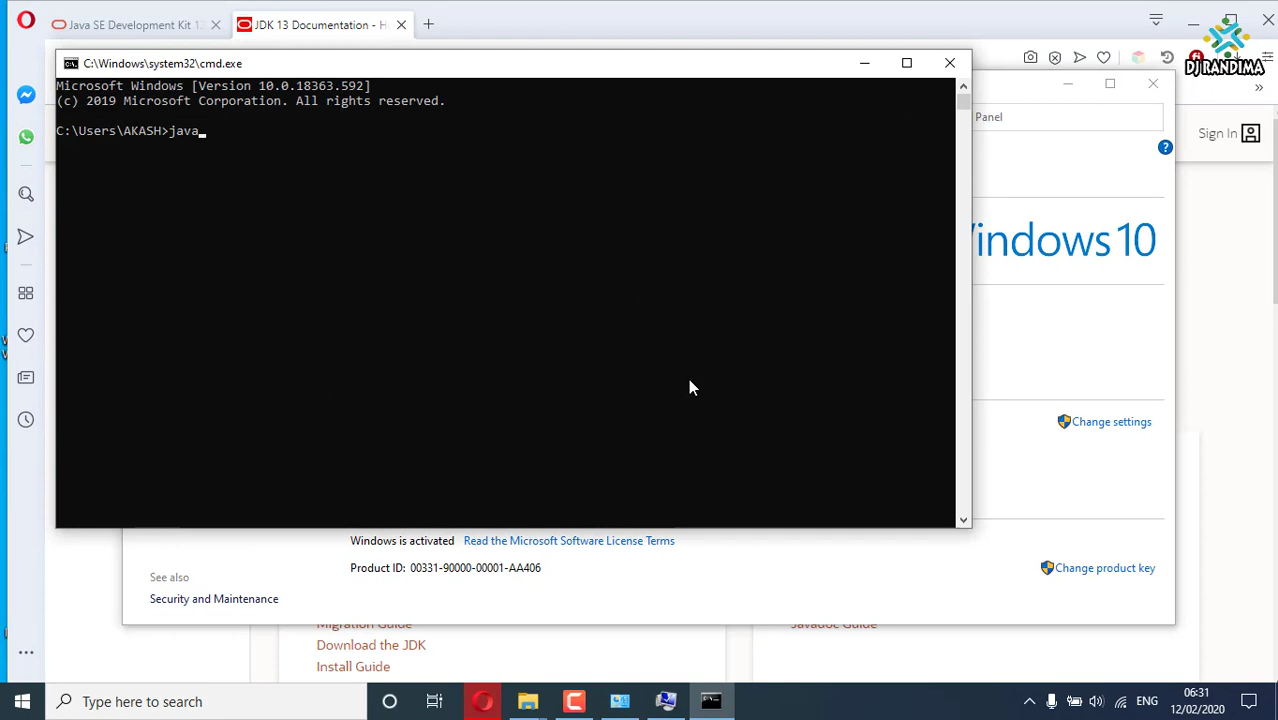 Java SE Development Kit 13
JDK 13 Documentation - H
DJ RANDIMA
C:\Windows\system32\cmd.exe
Microsoft Windows [Version 10.0.18363.592]
(c) 2019 Microsoft Corporation. All rights reserved.
C:\Users\AKASH>java_
Panel
Sign In
indows 10
Change settings
Windows is activated Read the Microsoft Software License Terms
Product ID: 00331-90000-00001-AA406
Change product key
See also
Security and Maintenance
Migration Guide
Javadoc Guide
Download the JDK
Install Guide
Type here to search
ENG
06:31
12/02/2020